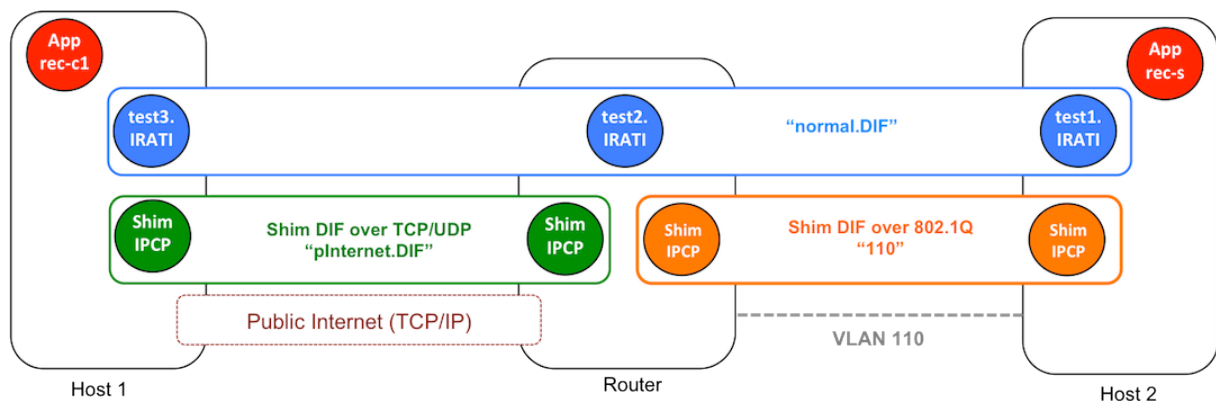 App
rec-c1
App
rec-s
test3.
IRATI
test2.
IRATI
“normal.DIF”
test1.
IRATI
Shim
IPCP
Shim DIF over TCP/UDP
“pInternet.DIF”
Shim
IPCP
Shim
IPCP
Shim DIF over 802.1Q
“110”
Shim
IPCP
Public Internet (TCP/IP)
VLAN 110
Host 1
Router
Host 2